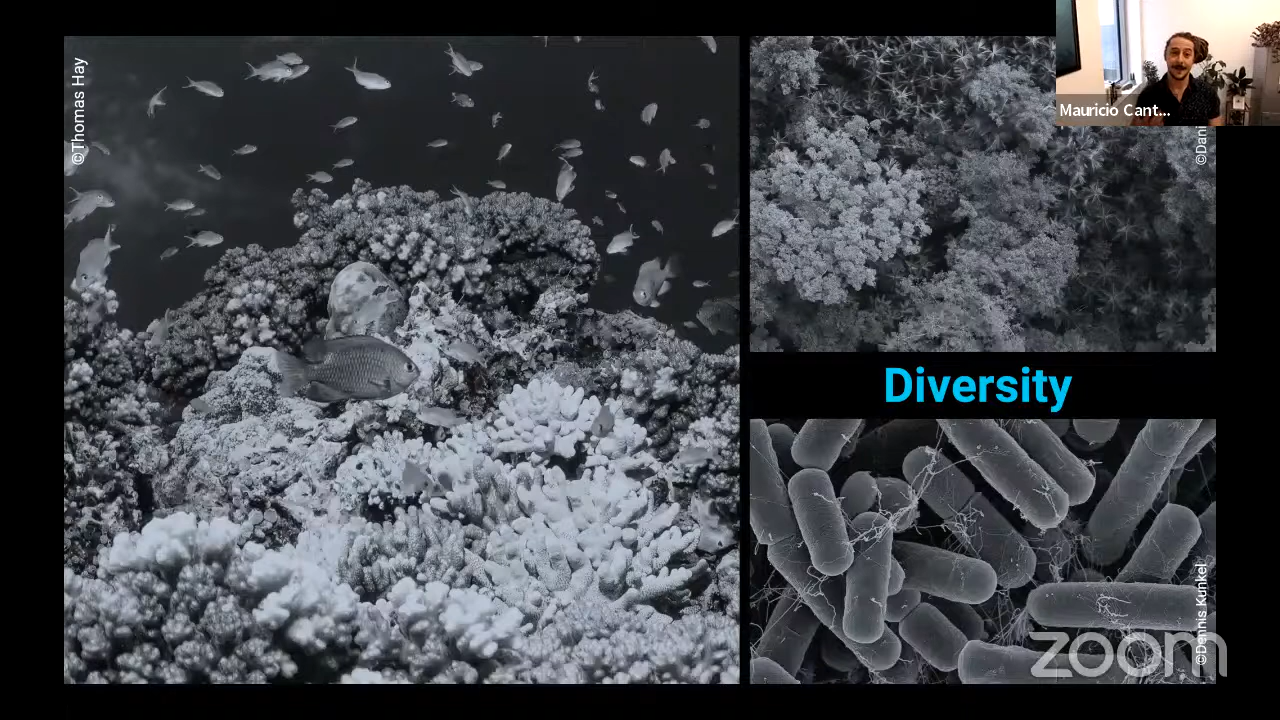 ©Thomas Hay
Mauricio Cant...
©Dani
Diversity
©Dennis Kunkel
zoom